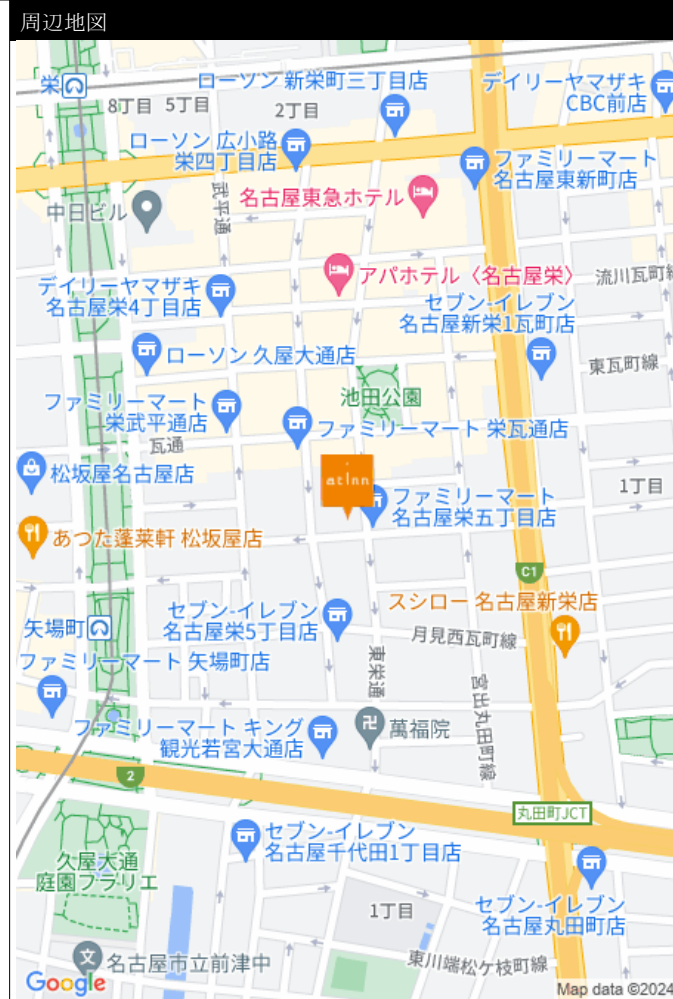 周辺地図
栄
ローソン 新栄町三丁目店
デイリーヤマザキ
CBC前店
8丁目
5丁目
2丁目
ローソン 広小路
栄四丁目店
ファミリーマート
名古屋東新町店
武平通
名古屋東急ホテル
中日ビル
アパホテル〈名古屋栄〉
流川瓦町線
デイリーヤマザキ
名古屋栄4丁目店
セブン-イレブン
名古屋新栄1瓦町店
ローソン 久屋大通店
東瓦町線
池田公園
ファミリーマート
栄武平通店
ファミリーマート 栄瓦通店
瓦通
松坂屋名古屋店
atinn
1丁目
ファミリーマート
名古屋栄五丁目店
あつた蓬莱軒 松坂屋店
C1
スシロー 名古屋新栄店
セブン-イレブン
名古屋栄5丁目店
矢場町
月見西瓦町線
東栄通
ファミリーマート 矢場町店
宮出丸田町線
ファミリーマート キング
観光若宮大通店
萬福院
2
丸田町JCT
セブン-イレブン
名古屋千代田1丁目店
久屋大通
庭園フラリエ
セブン-イレブン
名古屋丸田町店
1丁目
名古屋市立前津中
東川端松ケ枝町線
Google
Map data ©2024